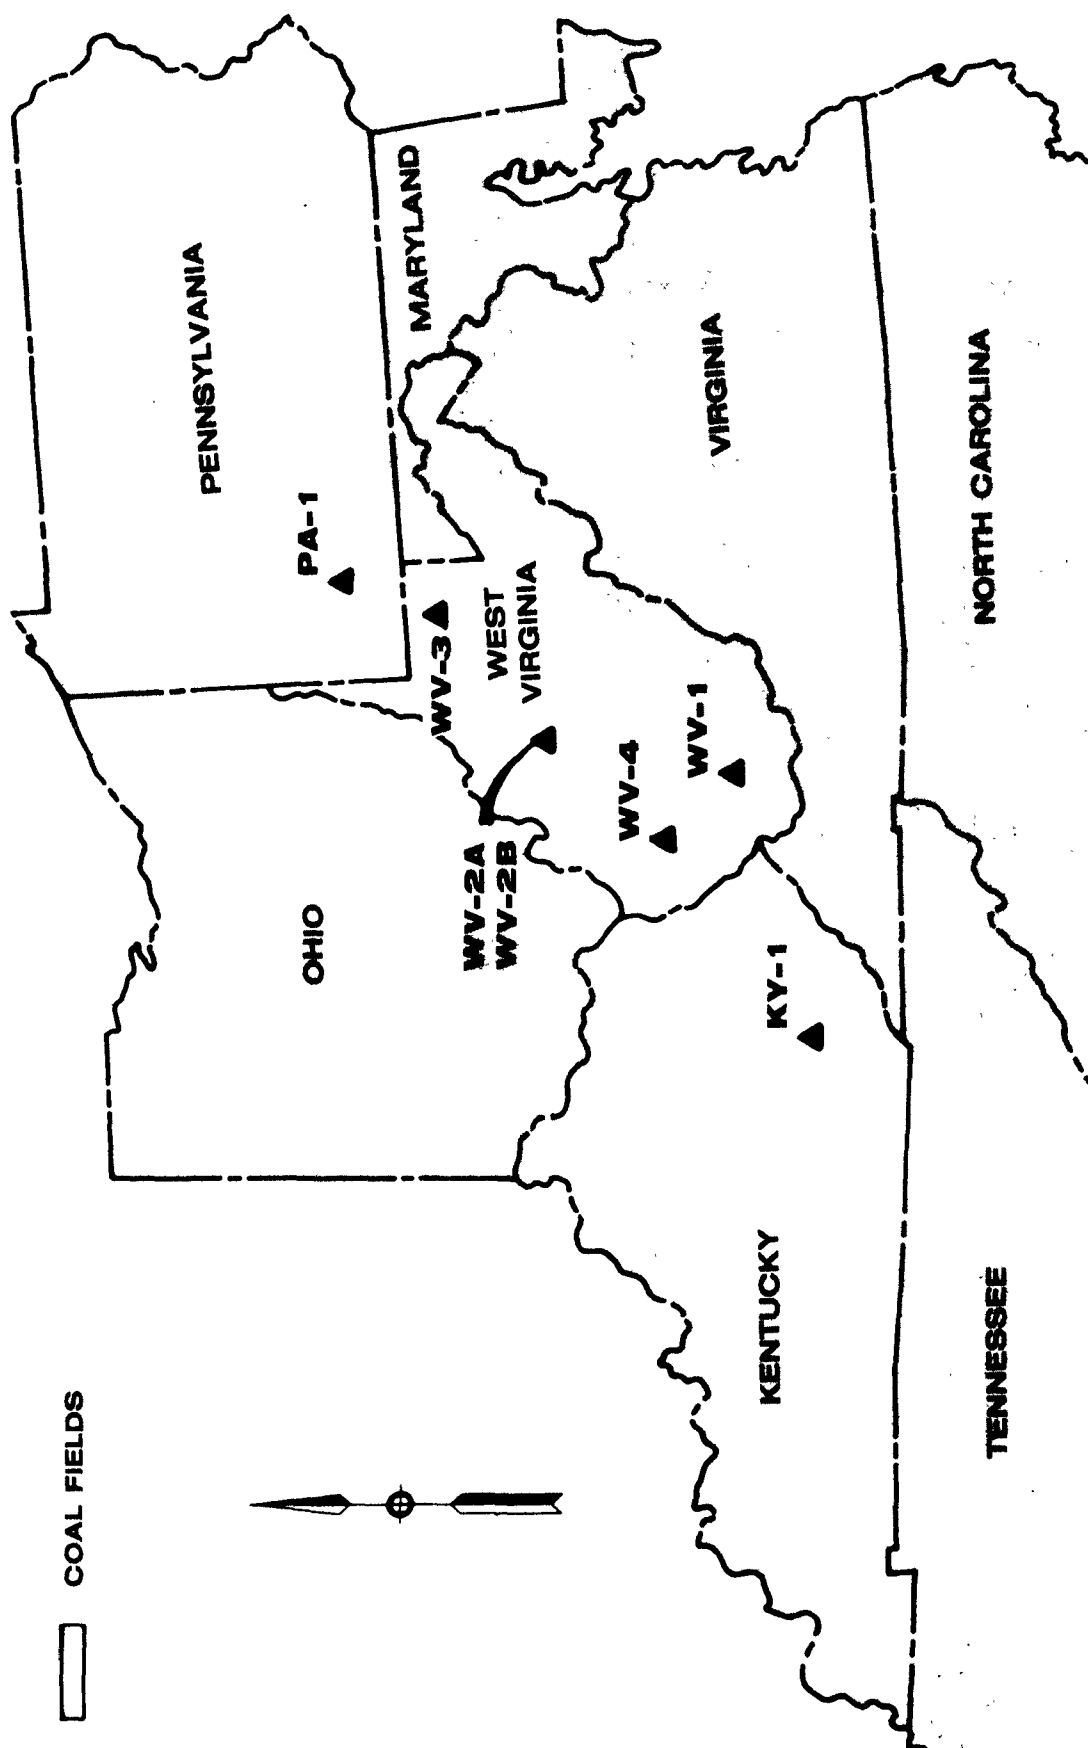 COAL FIELDS
PENNSYLVANIA
PA-1
MARYLAND
OHIO
WV-3
WEST
VIRGINIA
WV-2A
WV-2B
WV-4
WV-1
VIRGINIA
KY-1
KENTUCKY
NORTH CAROLINA
TENNESSEE